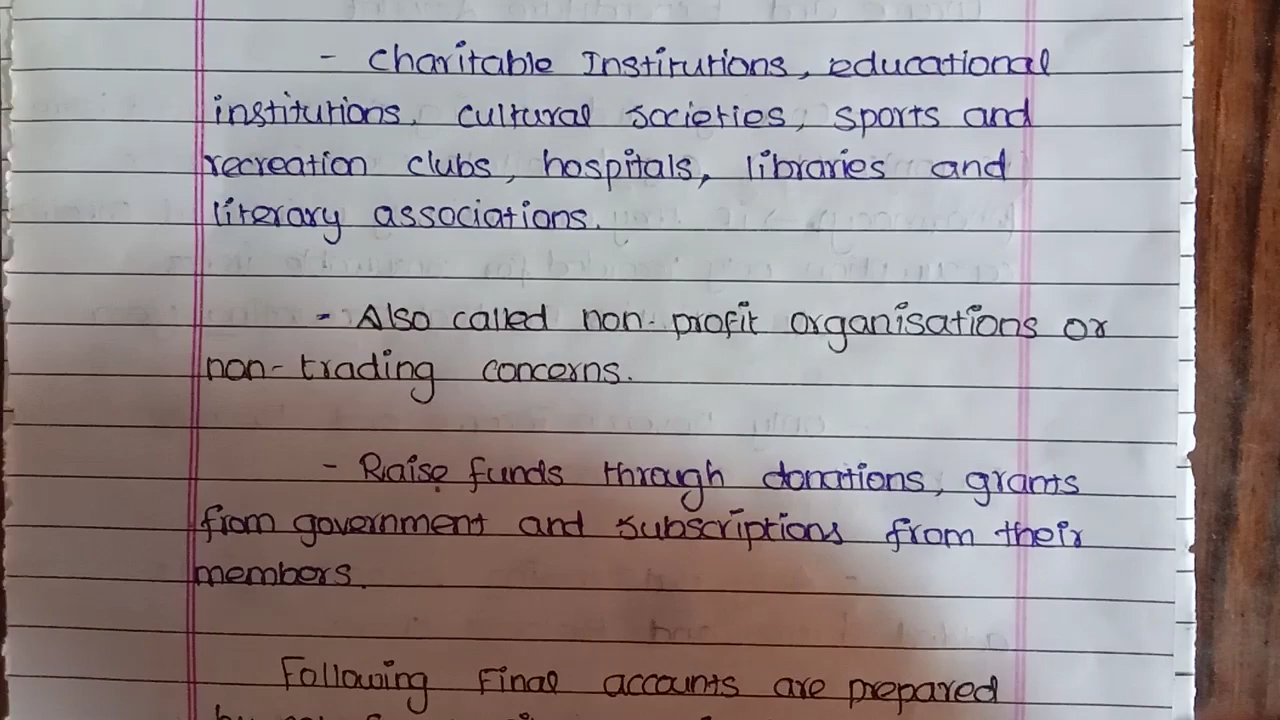 - Charitable Institutions, educational
institutions, cultural societies, sports and
recreation clubs, hospitals, libraries and
literary associations.
- Also called non-profit organisations or
non-trading concerns.
- Raise funds through donations, grants
from government and subscriptions from their
members.
Following Final accounts are prepared